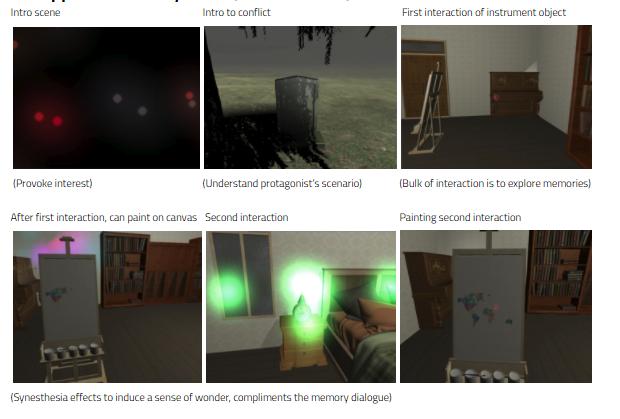 Intro scene
Intro to conflict
First interaction of instrument object
(Provoke interest)
(Understand protagonist's scenario)
(Bulk of interaction is to explore memories)
After first interaction, can paint on canvas
Second interaction
Painting second interaction
(Synesthesia effects to induce a sense of wonder, compliments the memory dialogue)